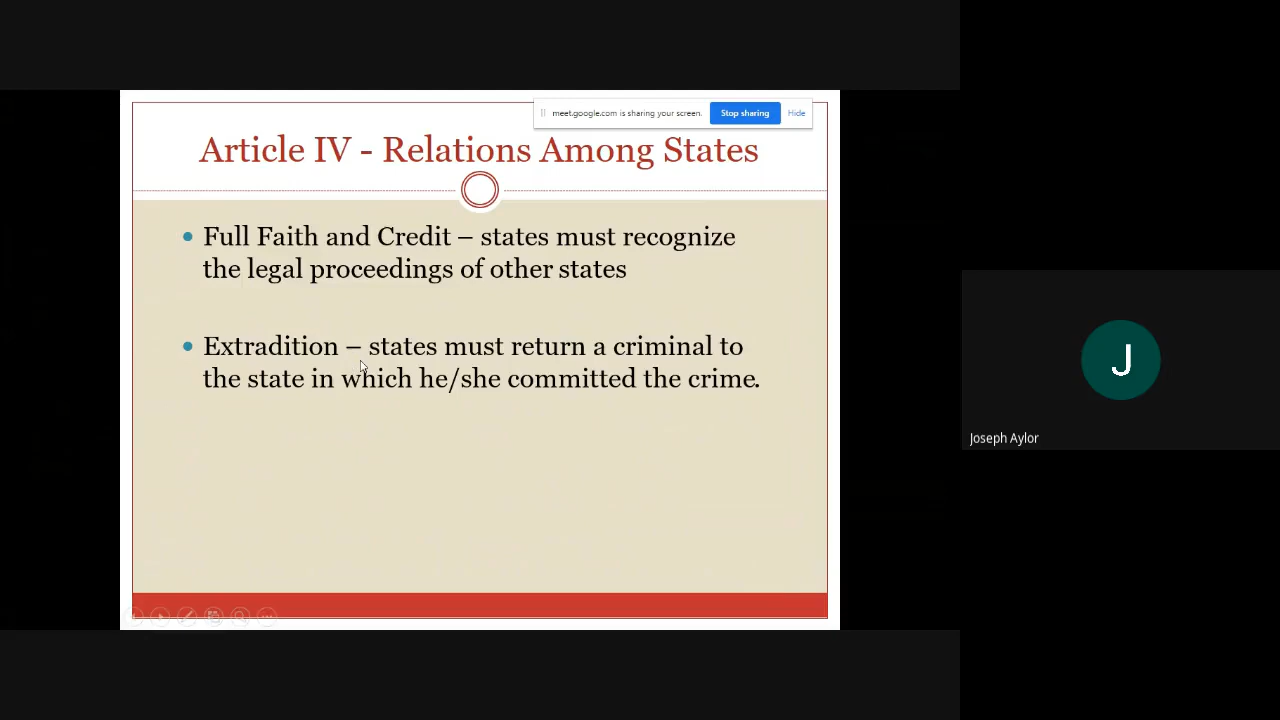 meet.google.com is sharing your screen.
Stop sharing
Hide
Article IV - Relations Among States
• Full Faith and Credit – states must recognize
the legal proceedings of other states
• Extradition – states must return a criminal to
the state in which he/she committed the crime.
J
Joseph Aylor